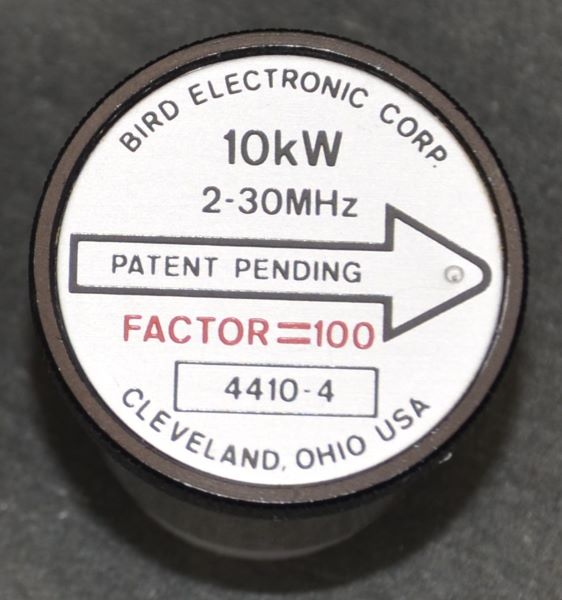 BIRD ELECTRONIC CORP.
10kW
2-30MHz
PATENT PENDING
FACTOR=100
4410-4
CLEVELAND, OHIO USA